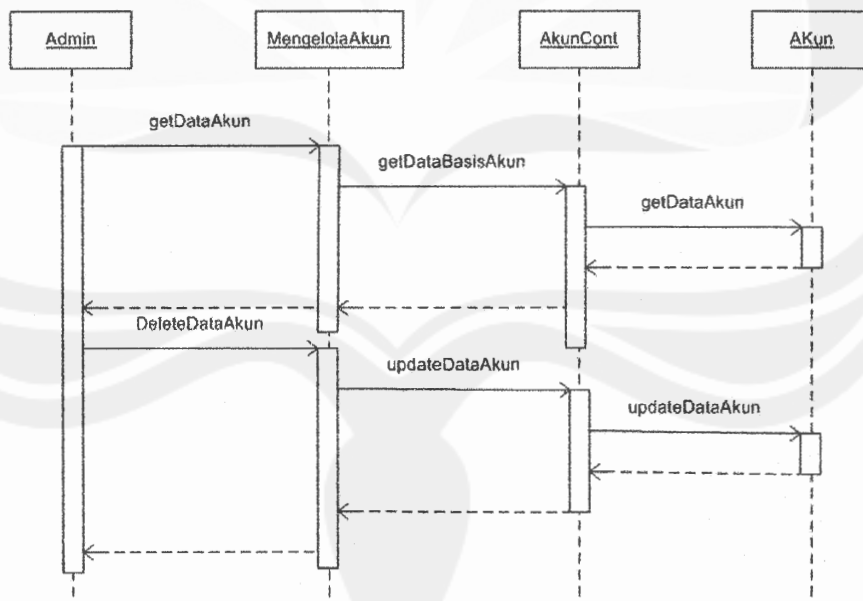 Admin
MengelolaAkun
AkunCont
AKun
getDataAkun
getDataBasisAkun
getDataAkun
DeleteDataAkun
updateDataAkun
updateDataAkun